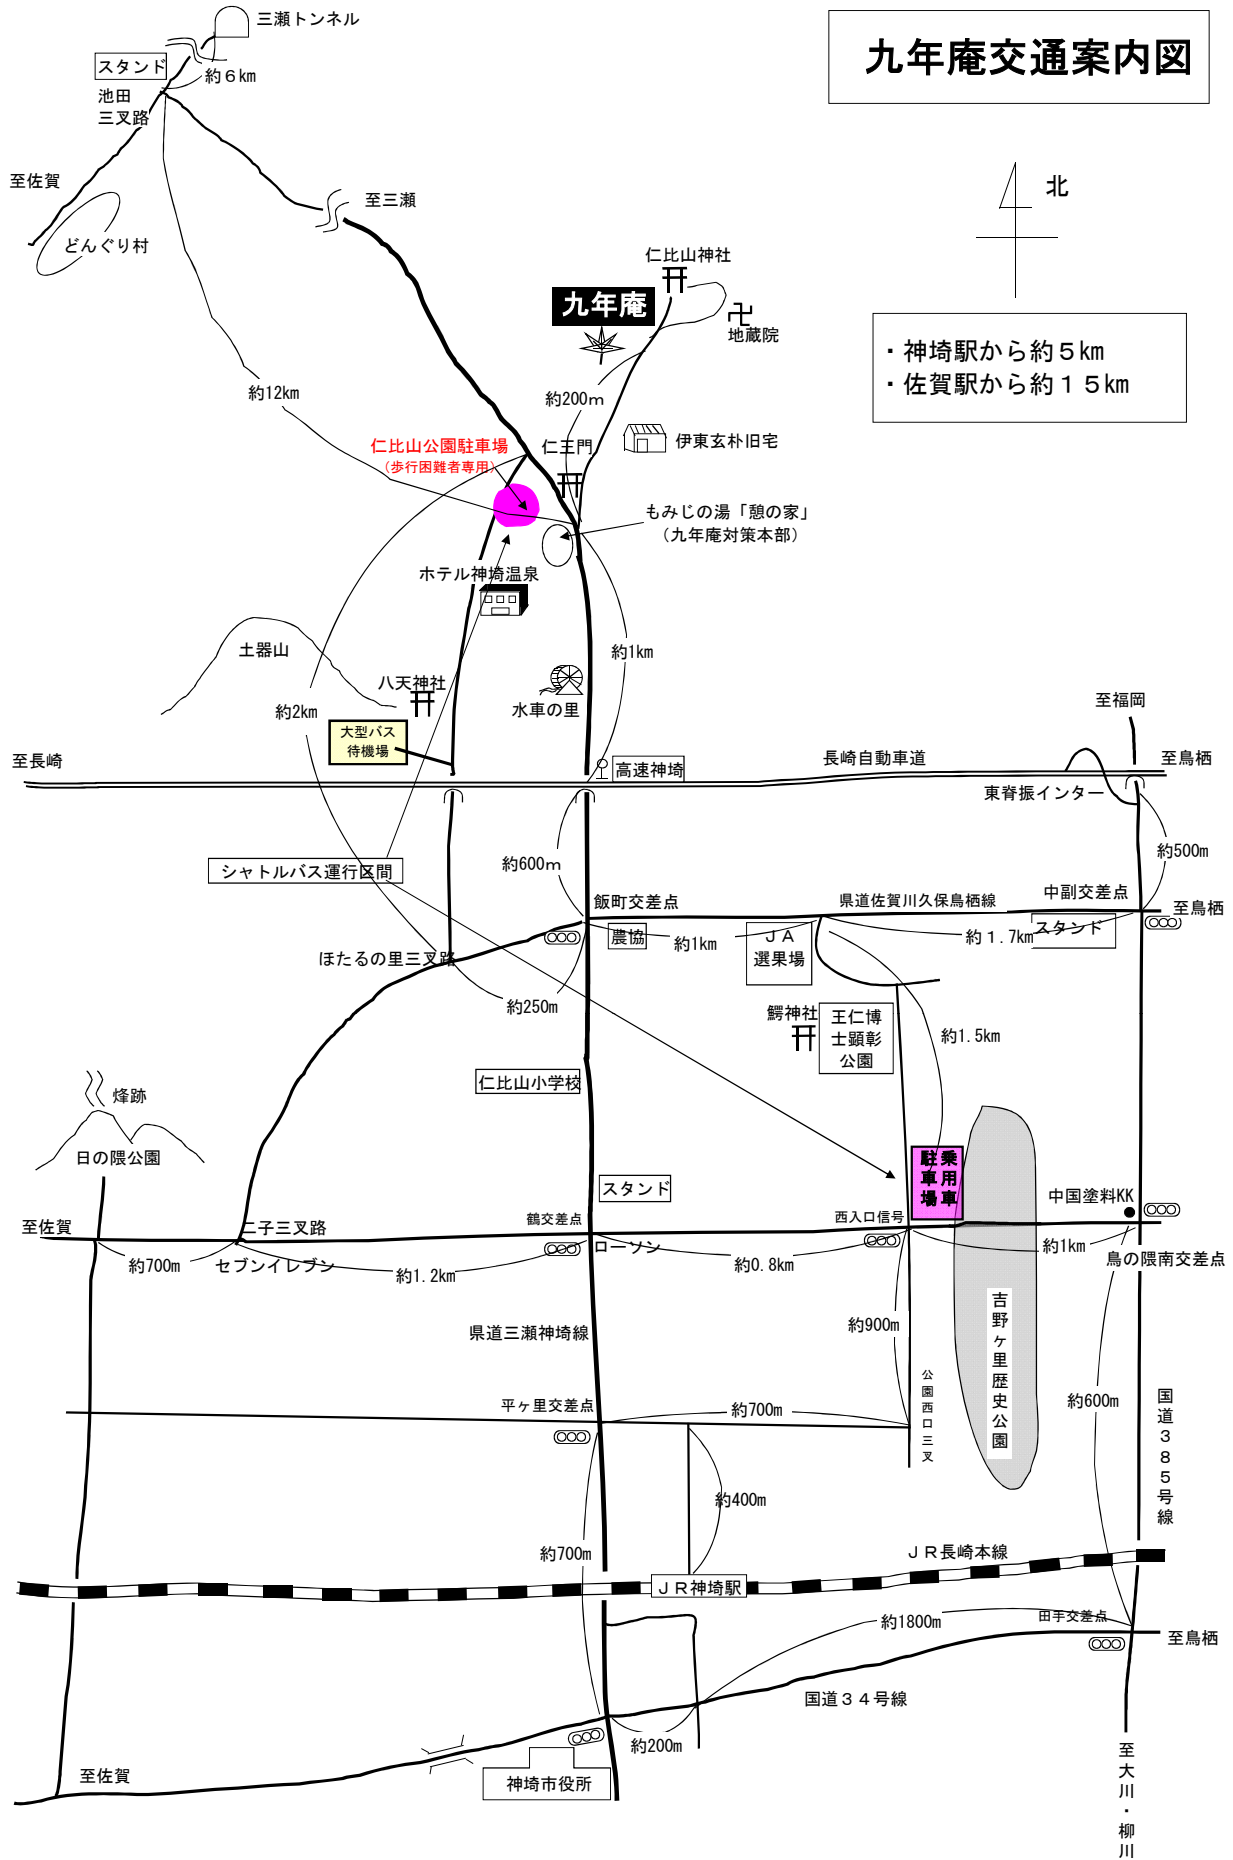 三瀬トンネル
九年庵交通案内図
スタンド
約６km
池田
三叉路
至佐賀
至三瀬
北
どんぐり村
仁比山神社
九年庵
地蔵院
・神埼駅から約５km
・佐賀駅から約１５km
約12km
約200ｍ
仁比山公園駐車場
（歩行困難者専用）
仁王門
伊東玄朴旧宅
もみじの湯「憩の家」
（九年庵対策本部）
ホテル神埼温泉
土器山
約1km
八天神社
約2km
水車の里
大型バス
待機場
至福岡
至長崎
高速神埼
長崎自動車道
至鳥栖
東脊振インター
約600ｍ
約500m
シャトルバス運行区間
飯町交差点
県道佐賀川久保鳥栖線
中副交差点
至鳥栖
農協
約1km
ＪＡ
選果場
約１.７km
スタンド
ほたるの里三叉路
約250m
鰐神社
王仁博
士顕彰
公園
約1.5km
仁比山小学校
烽跡
日の隈公園
乗用車
駐車場
スタンド
中国塗料KK
至佐賀
二子三叉路
鶴交差点
西入口信号
ローソン
約700m
セブンイレブン
約1.2km
約0.8km
約1km
鳥の隈南交差点
吉野ヶ里歴史公園
約900m
県道三瀬神埼線
公園西口三叉
約600m
国道３８５号線
平ヶ里交差点
約700m
約400m
約700m
ＪＲ長崎本線
ＪＲ神埼駅
約1800m
田手交差点
至鳥栖
国道３４号線
約200m
至佐賀
神埼市役所
至大川・柳川